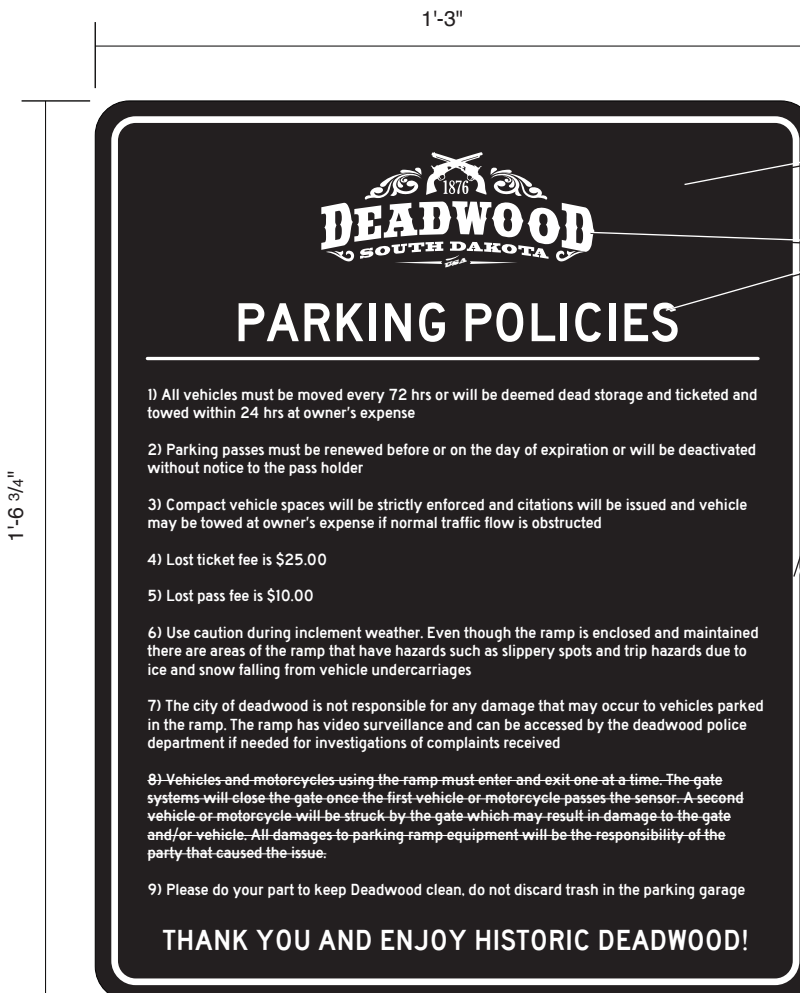 1'-3"
1'-6 3/4"
1876
DEADWOOD
SOUTH DAKOTA
USA
PARKING POLICIES
1) All vehicles must be moved every 72 hrs or will be deemed dead storage and ticketed and
towed within 24 hrs at owner's expense
2) Parking passes must be renewed before or on the day of expiration or will be deactivated
without notice to the pass holder
3) Compact vehicle spaces will be strictly enforced and citations will be issued and vehicle
may be towed at owner's expense if normal traffic flow is obstructed
4) Lost ticket fee is $25.00
5) Lost pass fee is $10.00
6) Use caution during inclement weather. Even though the ramp is enclosed and maintained
there are areas of the ramp that have hazards such as slippery spots and trip hazards due to
ice and snow falling from vehicle undercarriages
7) The city of deadwood is not responsible for any damage that may occur to vehicles parked
in the ramp. The ramp has video surveillance and can be accessed by the deadwood police
department if needed for investigations of complaints received
8) Vehicles and motorcycles using the ramp must enter and exit one at a time. The gate
systems will close the gate once the first vehicle or motorcycle passes the sensor. A second
vehicle or motorcycle will be struck by the gate which may result in damage to the gate
and/or vehicle. All damages to parking ramp equipment will be the responsibility of the
party that caused the issue.
9) Please do your part to keep Deadwood clean, do not discard trash in the parking garage
THANK YOU AND ENJOY HISTORIC DEADWOOD!